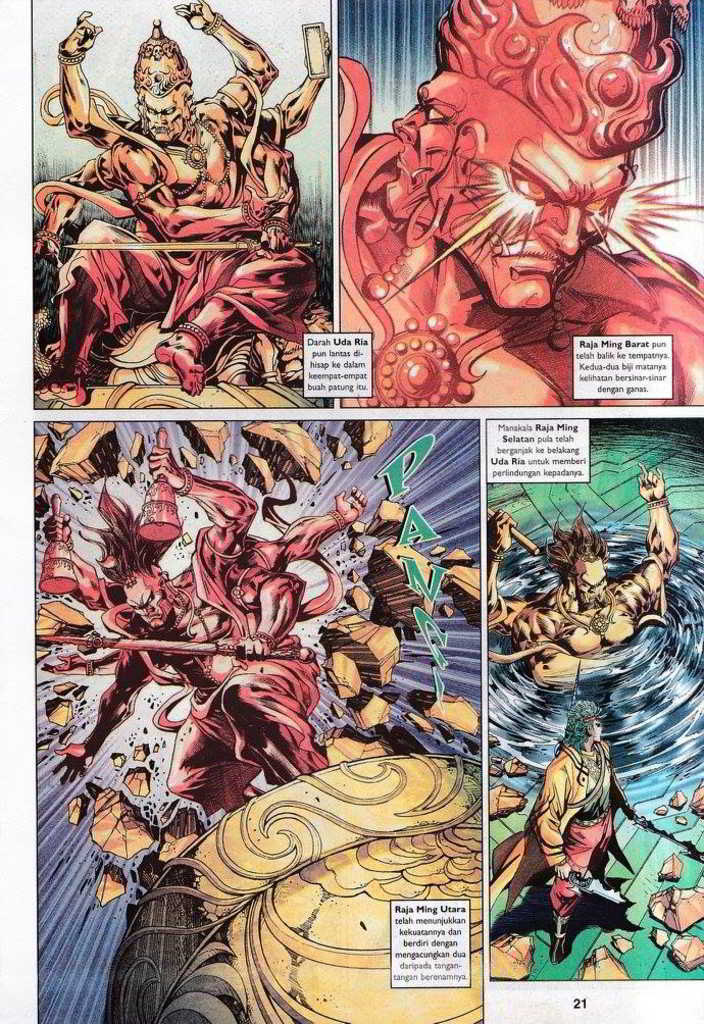 Darah Uda Ria
pun lantas di-
hisap ke dalam
keempat-empat
buah patung itu.
Raja Ming Barat pun
telah balik ke tempatnya.
Kedua-dua biji matanya
kelihatan bersinar-sinar
dengan ganas.
PANG!
Raja Ming Utara
telah menunjukkan
kekuatannya dan
berdiri dengan
mengacungkan dua
daripada tangan-
tangan berenamnya.
Manakala Raja Ming
Selatan pula telah
berganjak ke belakang
Uda Ria untuk memberi
perlindungan kepadanya.
21